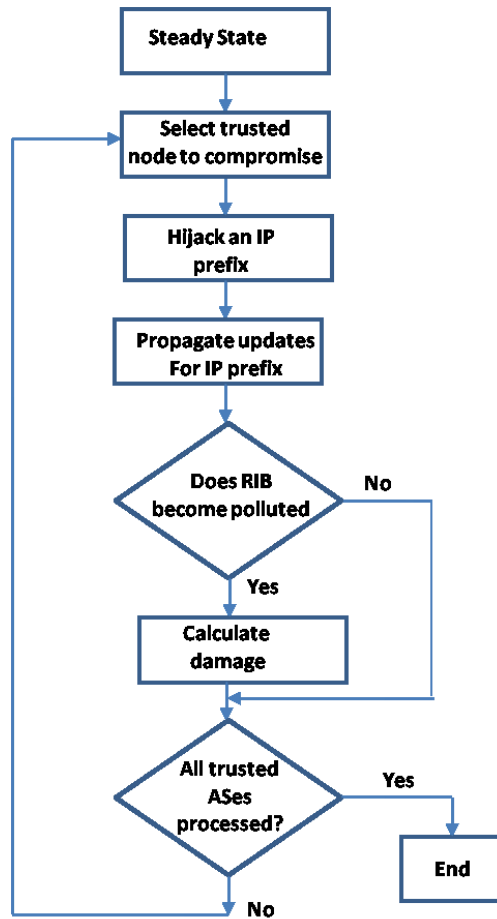 Steady State
Select trusted
node to compromise
Hijack an IP
prefix
Propagate updates
For IP prefix
Does RIB
become polluted
No
Yes
Calculate
damage
All trusted
ASes
processed?
Yes
End
No